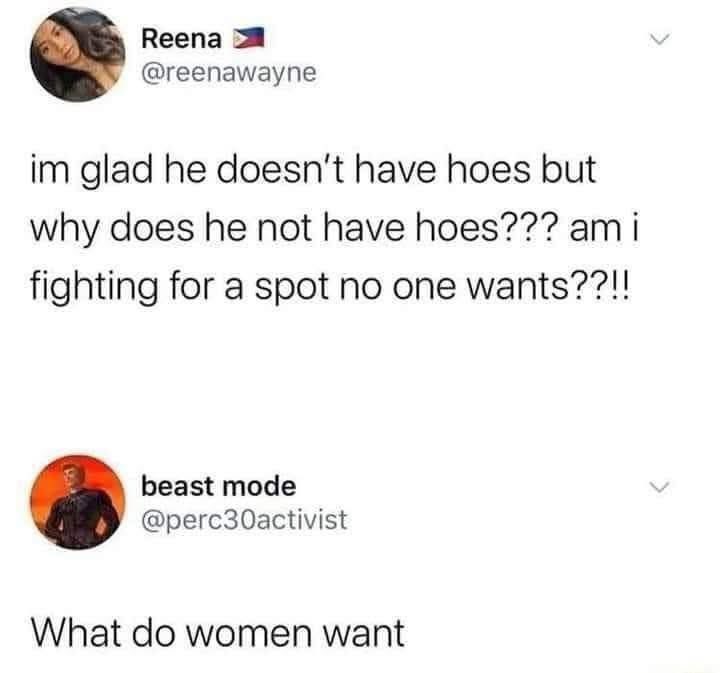 Reena 🇵🇭
@reenawayne
im glad he doesn't have hoes but
why does he not have hoes??? am i
fighting for a spot no one wants??!!
beast mode
@perc30activist
What do women want